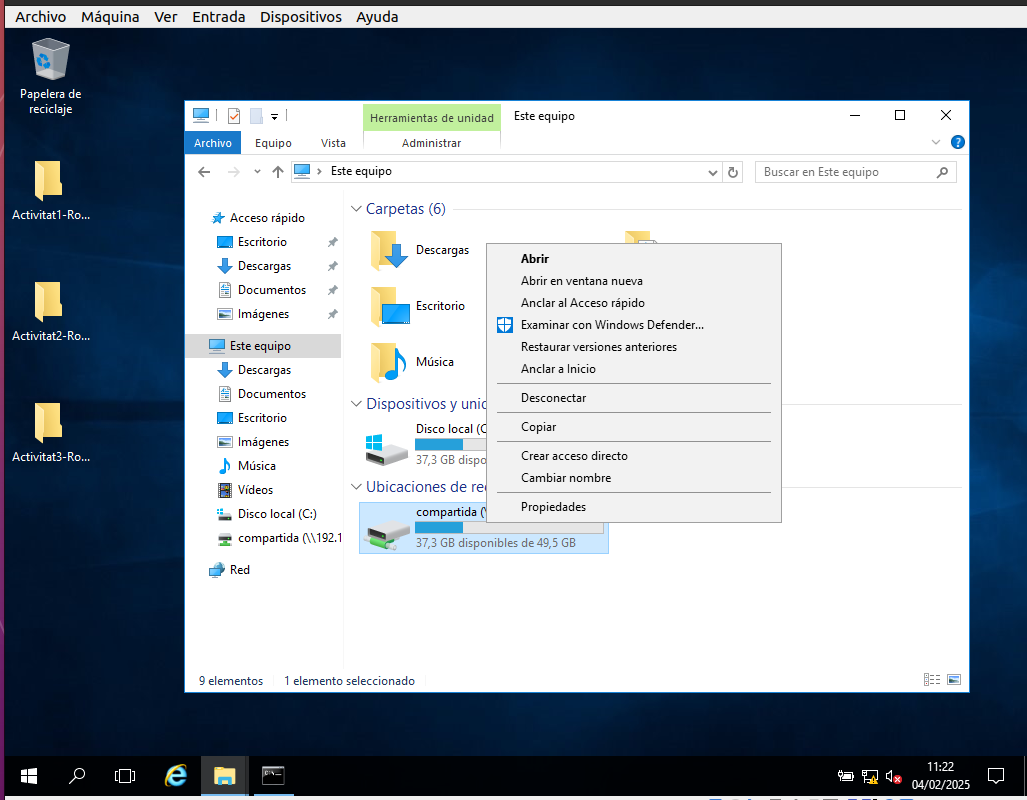 Archivo Máquina Ver Entrada Dispositivos Ayuda
Papelera de
reciclaje
Activitat1-Ro...
Activitat2-Ro...
Activitat3-Ro...
Herramientas de unidad
Este equipo
Archivo Equipo Vista Administrar
Este equipo
Buscar en Este equipo
Acceso rápido
Escritorio
Descargas
Documentos
Imágenes
Este equipo
Descargas
Documentos
Escritorio
Imágenes
Música
Vídeos
Disco local (C:)
compartida (\\192.1
Red
Carpetas (6)
Descargas
Escritorio
Música
Dispositivos y unid
Disco local (C
37,3 GB dispo
Ubicaciones de re
compartida (\
37,3 GB disponibles de 49,5 GB
Abrir
Abrir en ventana nueva
Anclar al Acceso rápido
Examinar con Windows Defender...
Restaurar versiones anteriores
Anclar a Inicio
Desconectar
Copiar
Crear acceso directo
Cambiar nombre
Propiedades
9 elementos 1 elemento seleccionado
11:22
04/02/2025